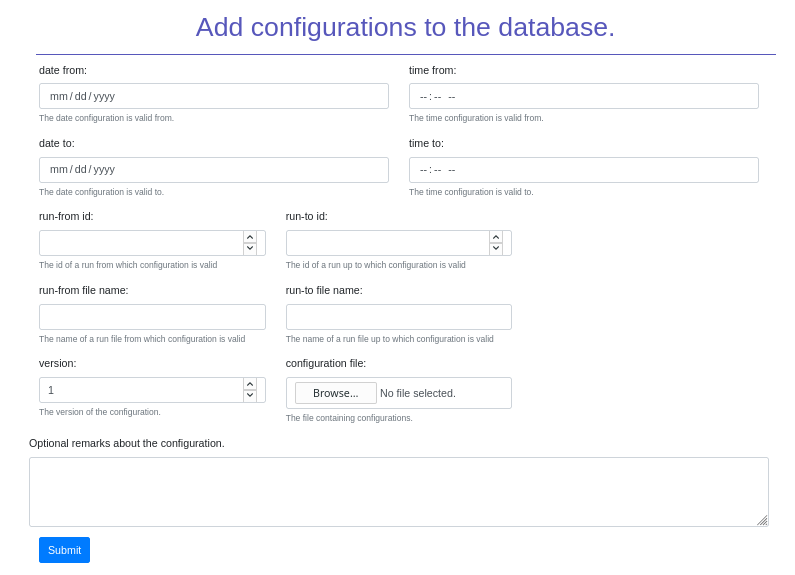 Add configurations to the database.
date from:
time from:
mm / dd / yyyy
-- : -- --
The date configuration is valid from.
The time configuration is valid from.
date to:
time to:
mm / dd / yyyy
-- : -- --
The date configuration is valid to.
The time configuration is valid to.
run-from id:
run-to id:
The id of a run from which configuration is valid
The id of a run up to which configuration is valid
run-from file name:
run-to file name:
The name of a run file from which configuration is valid
The name of a run file up to which configuration is valid
version:
configuration file:
1
Browse... No file selected.
The version of the configuration.
The file containing configurations.
Optional remarks about the configuration.
Submit